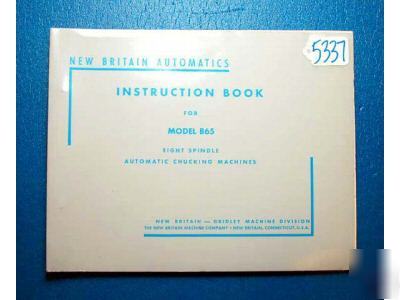 5337
NEW BRITAIN AUTOMATICS
INSTRUCTION BOOK
FOR
MODEL B65
EIGHT SPINDLE
AUTOMATIC CHUCKING MACHINES
NEW BRITAIN — GRIDLEY MACHINE DIVISION
THE NEW BRITAIN MACHINE COMPANY • NEW BRITAIN, CONNECTICUT, U.S.A.